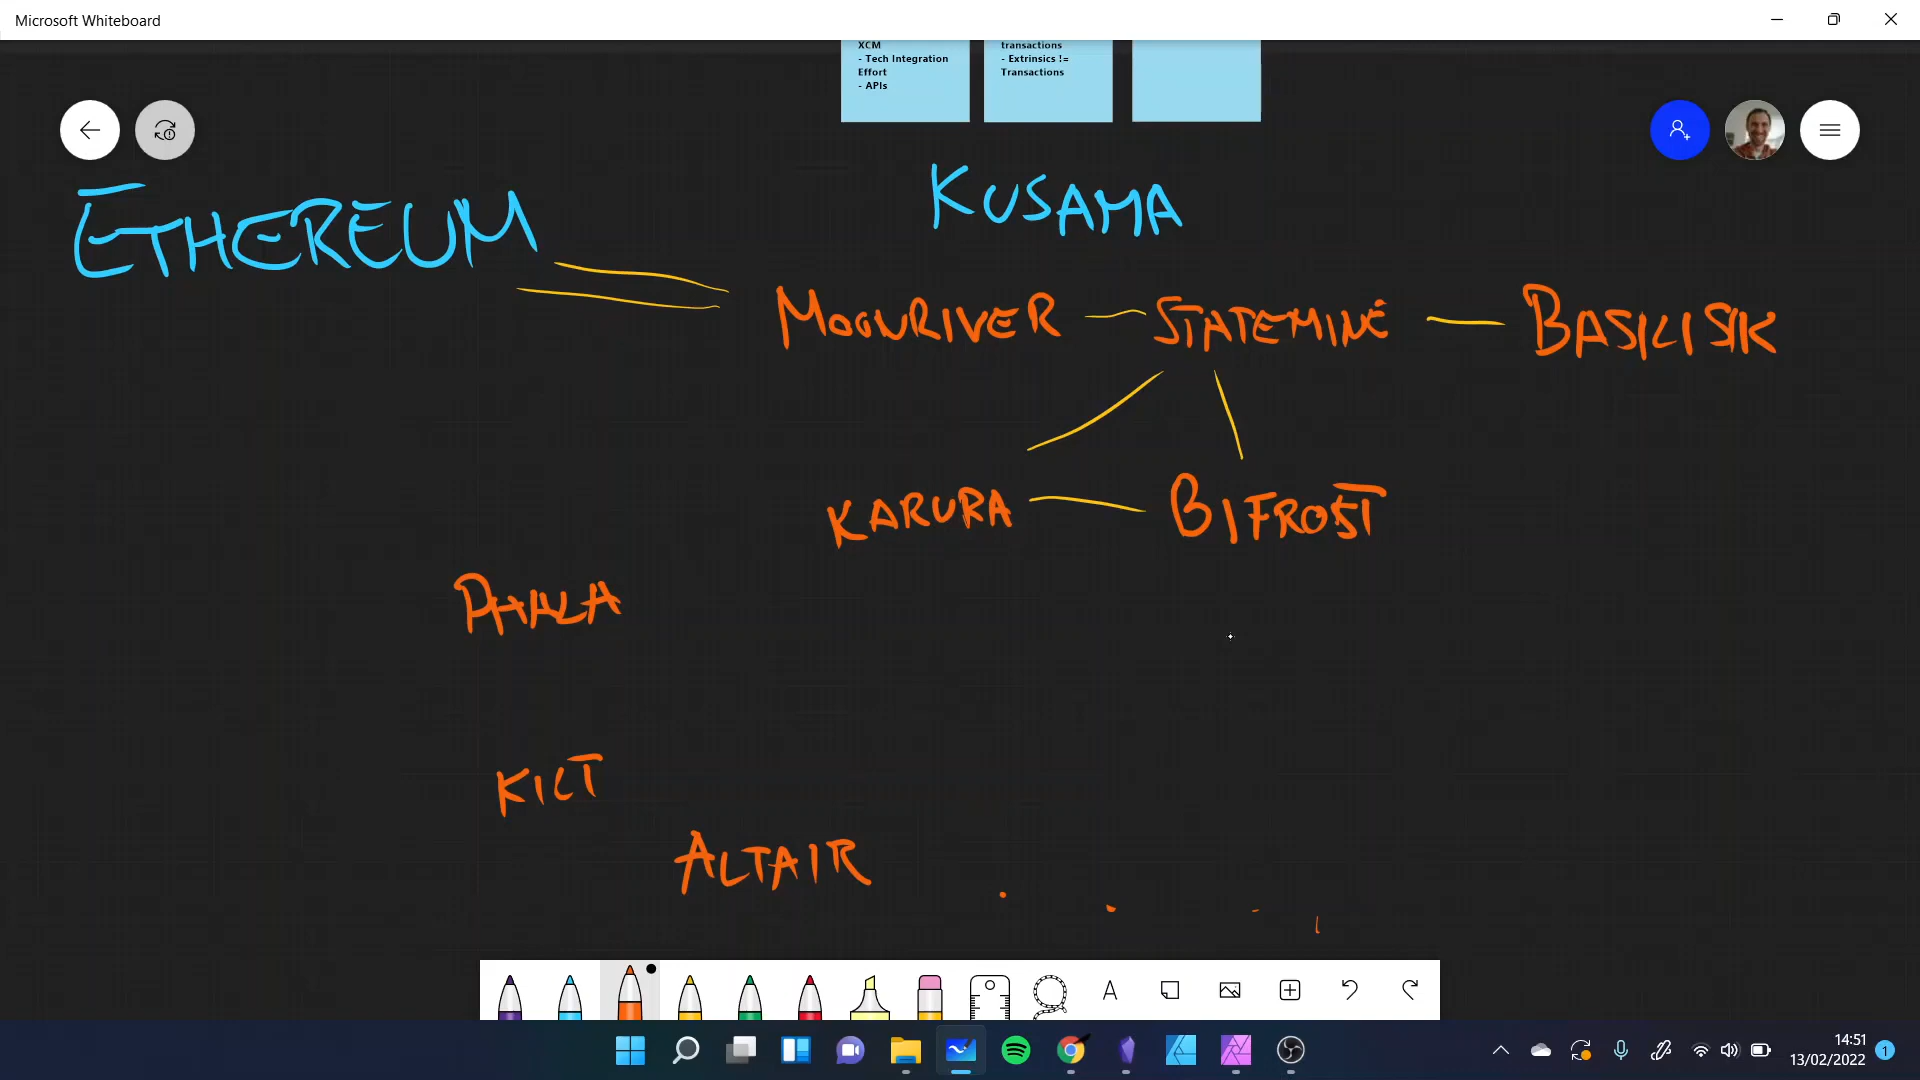 Microsoft Whiteboard
XCM
- Tech Integration
Effort
- APIs
transactions
- Extrinsics !=
Transactions
ETHEREUM
KUSAMA
MOONRIVER
STATEMINE
BASILISK
KARURA
BIFROST
PHALA
KILT
ALTAIR
A
14:51
13/02/2022
1